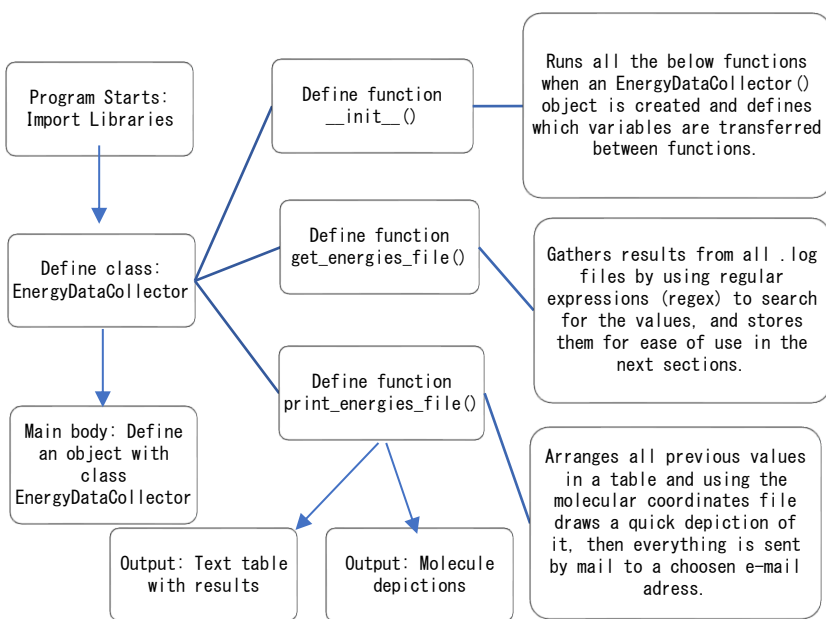 Program Starts:
Import Libraries
Define class:
EnergyDataCollector
Main body: Define
an object with
class
EnergyDataCollector
Define function
__init__()
Runs all the below functions
when an EnergyDataCollector()
object is created and defines
which variables are transferred
between functions.
Define function
get_energies_file()
Gathers results from all .log
files by using regular
expressions (regex) to search
for the values, and stores
them for ease of use in the
next sections.
Define function
print_energies_file()
Arranges all previous values
in a table and using the
molecular coordinates file
draws a quick depiction of
it, then everything is sent
by mail to a choosen e-mail
adress.
Output: Text table
with results
Output: Molecule
depictions